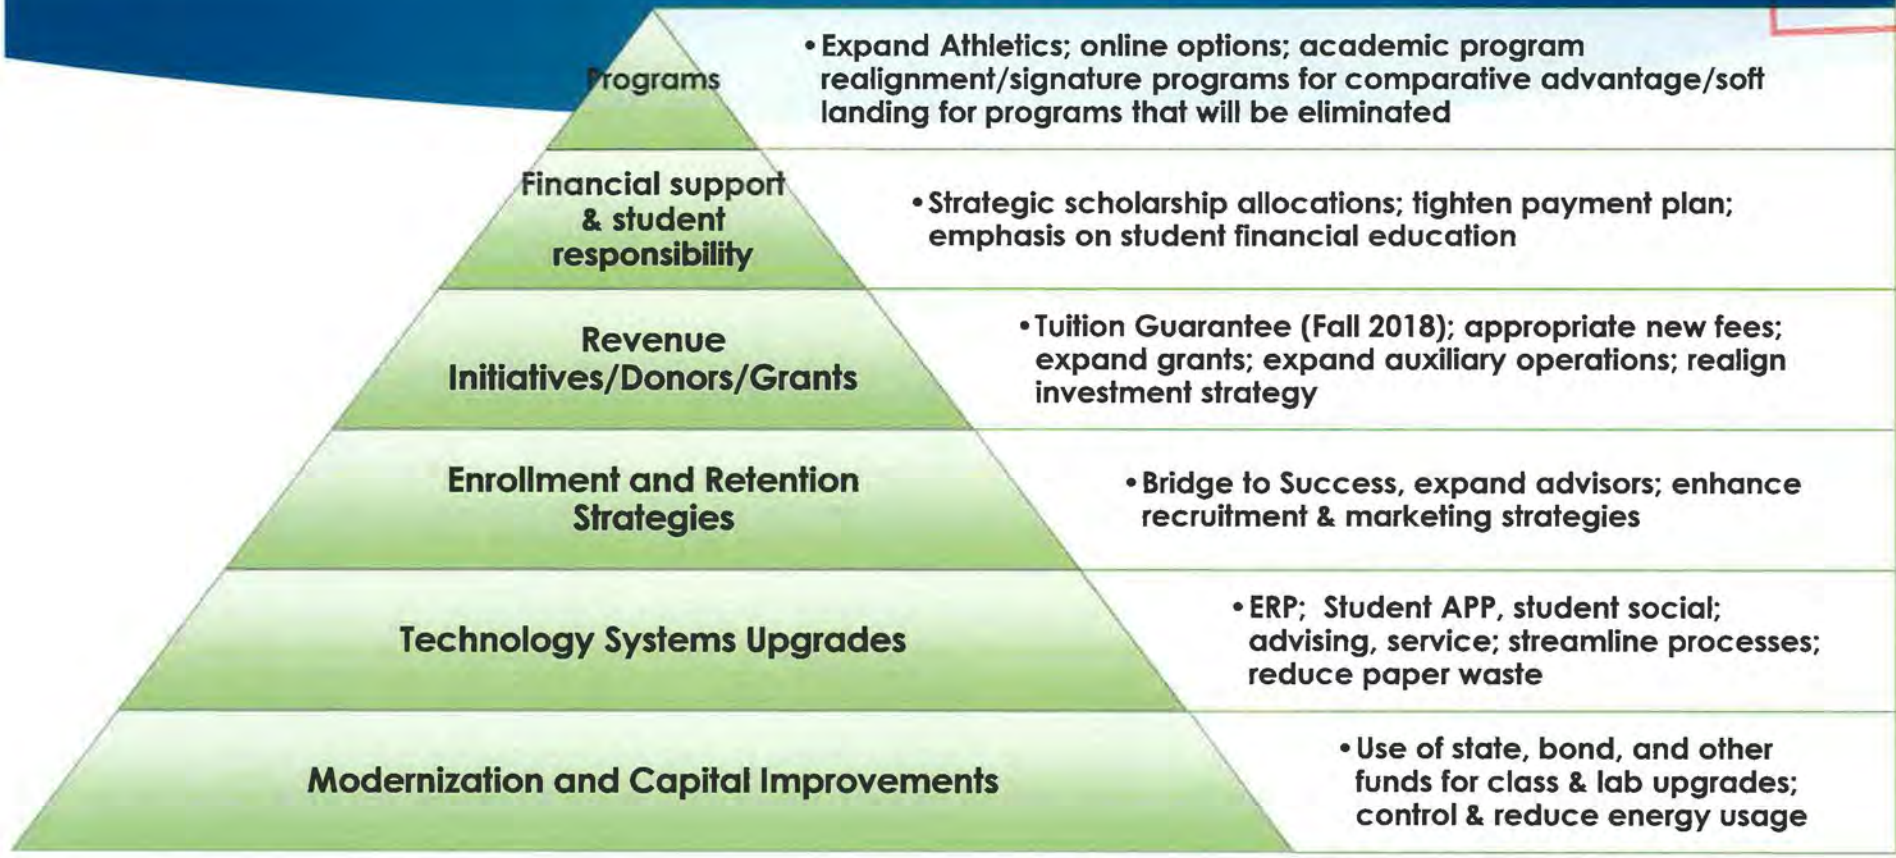 Programs
• Expand Athletics; online options; academic program
realignment/signature programs for comparative advantage/soft
landing for programs that will be eliminated
Financial support
& student
responsibility
• Strategic scholarship allocations; tighten payment plan;
emphasis on student financial education
Revenue
Initiatives/Donors/Grants
• Tuition Guarantee (Fall 2018); appropriate new fees;
expand grants; expand auxiliary operations; realign
investment strategy
Enrollment and Retention
Strategies
• Bridge to Success, expand advisors; enhance
recruitment & marketing strategies
Technology Systems Upgrades
• ERP; Student APP, student social;
advising, service; streamline processes;
reduce paper waste
Modernization and Capital Improvements
• Use of state, bond, and other
funds for class & lab upgrades;
control & reduce energy usage